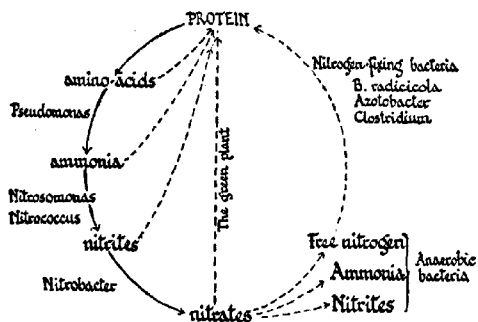 PROTEIN
amino-acids
Pseudomonas
ammonia
Nitrosomonas
Nitrococcus
nitrites
Nitrobacter
nitrates
The green plant
Nitrogen-fixing bacteria
B. radicicola
Azotobacter
Clostridium
Free nitrogen
Ammonia
Nitrites
Anaerobic
bacteria